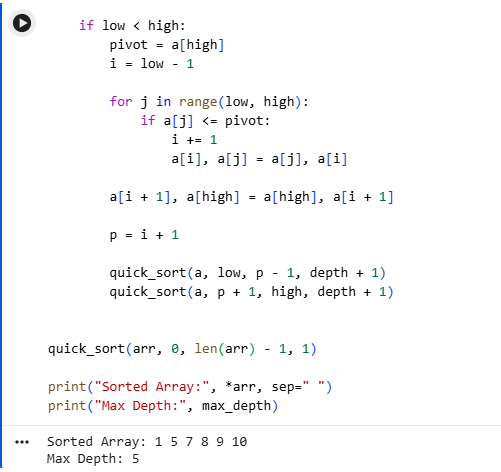 if low < high:
        pivot = a[high]
        i = low - 1

        for j in range(low, high):
            if a[j] <= pivot:
                i += 1
                a[i], a[j] = a[j], a[i]

        a[i + 1], a[high] = a[high], a[i + 1]

        p = i + 1

        quick_sort(a, low, p - 1, depth + 1)
        quick_sort(a, p + 1, high, depth + 1)


quick_sort(arr, 0, len(arr) - 1, 1)

print("Sorted Array:", *arr, sep=" ")
print("Max Depth:", max_depth)
Sorted Array: 1 5 7 8 9 10
Max Depth: 5